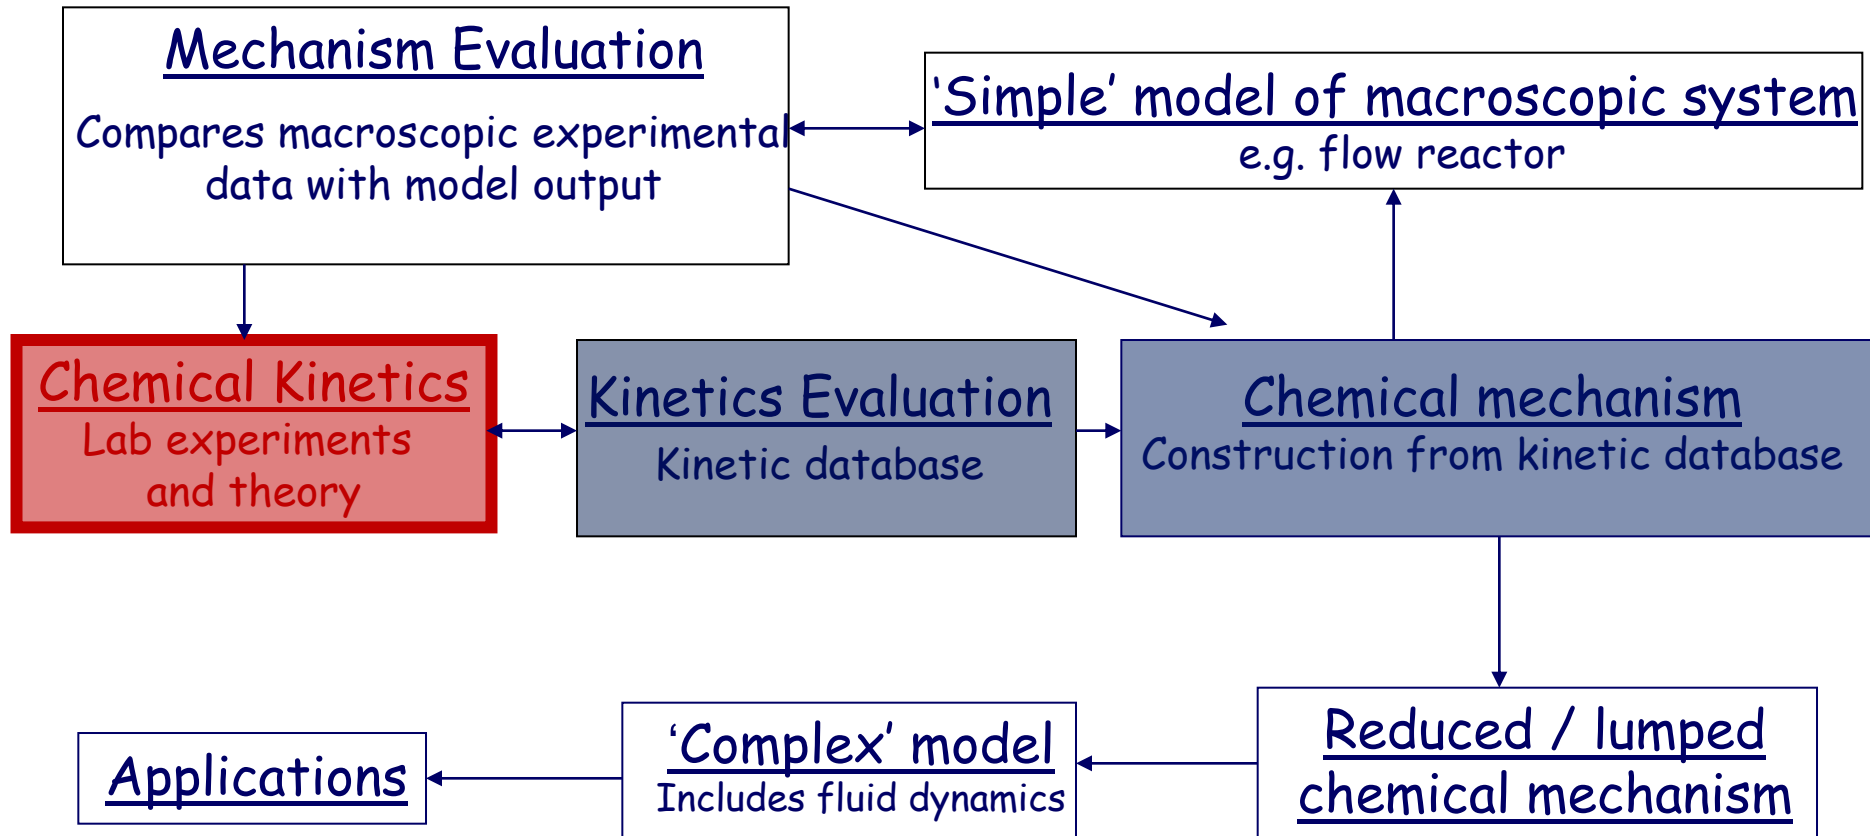 Mechanism Evaluation
Compares macroscopic experimental
data with model output
‘Simple’ model of macroscopic system
e.g. flow reactor
Chemical Kinetics
Lab experiments
and theory
Kinetics Evaluation
Kinetic database
Chemical mechanism
Construction from kinetic database
Applications
‘Complex’ model
Includes fluid dynamics
Reduced / lumped
chemical mechanism